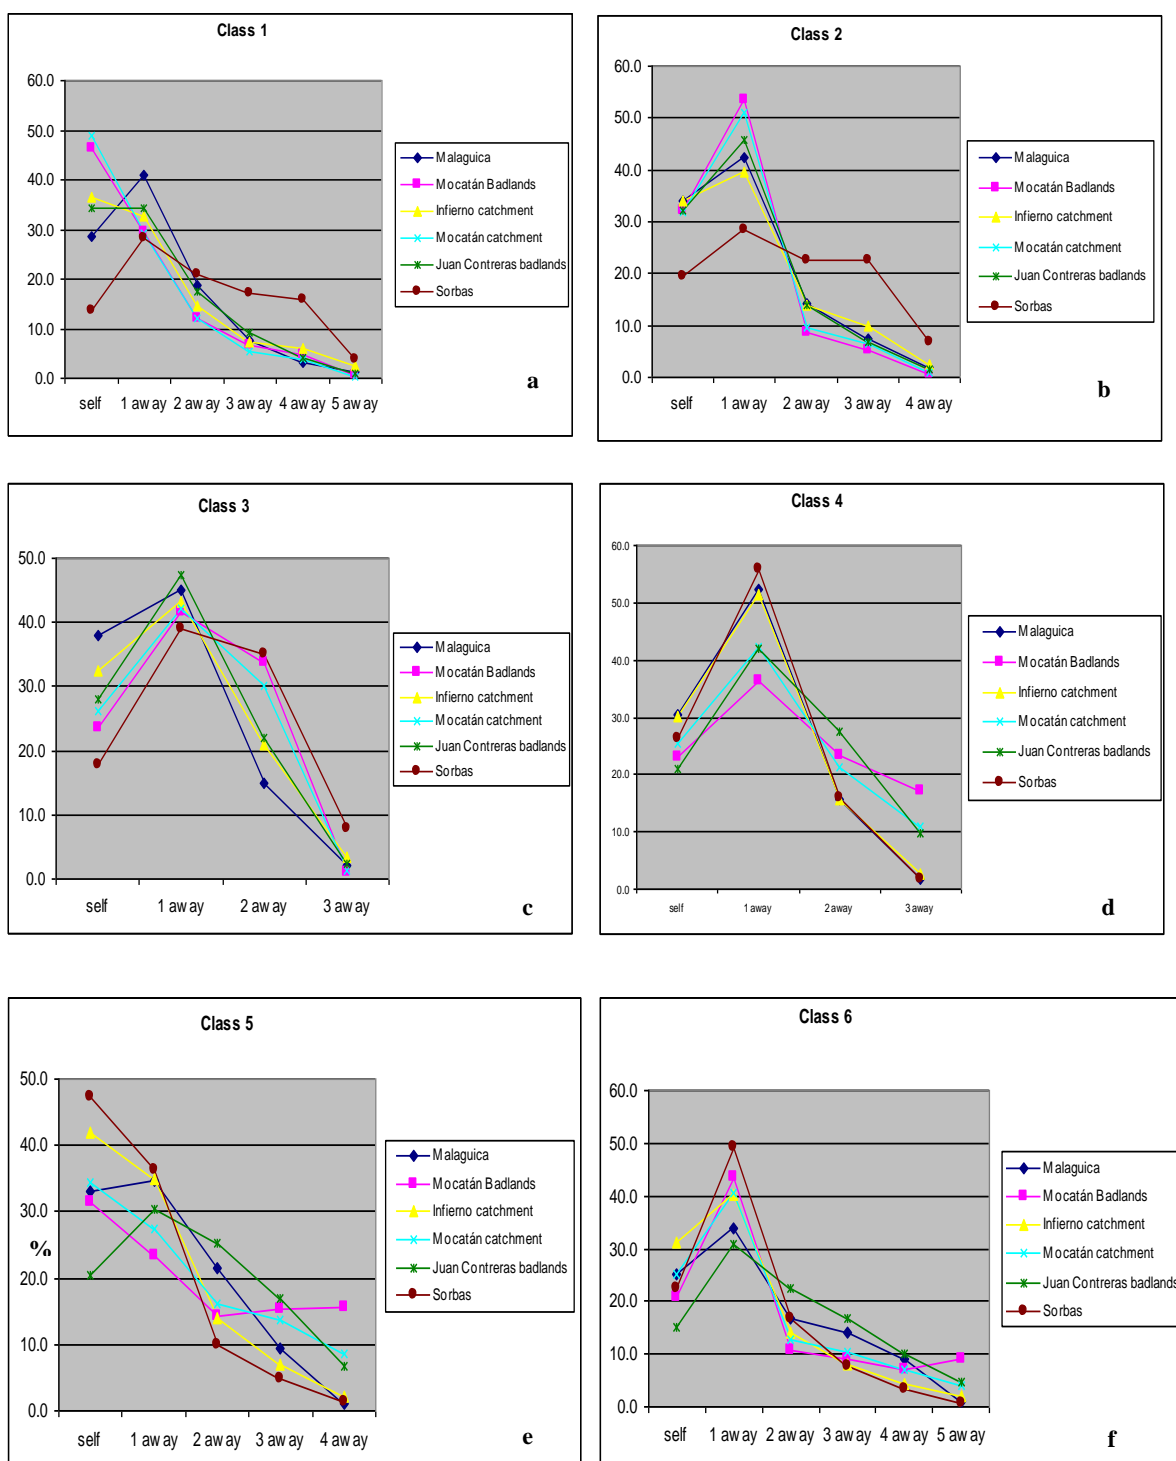 Class 1
60.0
50.0
40.0
30.0
20.0
10.0
0.0
self 1 away 2 away 3 away 4 away 5 away
Malaguica
Mocatán Badlands
Infierno catchment
Mocatán catchment
Juan Contreras badlands
Sorbas
a
Class 2
60.0
50.0
40.0
30.0
20.0
10.0
0.0
self 1 away 2 away 3 away 4 away
Malaguica
Mocatán Badlands
Infierno catchment
Mocatán catchment
Juan Contreras badlands
Sorbas
b
Class 3
50.0
40.0
30.0
20.0
10.0
0.0
self 1 away 2 away 3 away
Malaguica
Mocatán Badlands
Infierno catchment
Mocatán catchment
Juan Contreras badlands
Sorbas
c
Class 4
60.0
50.0
40.0
30.0
20.0
10.0
0.0
self 1 away 2 away 3 away
Malaguica
Mocatán Badlands
Infierno catchment
Mocatán catchment
Juan Contreras badlands
Sorbas
d
Class 5
50.0
40.0
30.0
%
20.0
10.0
0.0
self 1 away 2 away 3 away 4 away
Malaguica
Mocatán Badlands
Infierno catchment
Mocatán catchment
Juan Contreras badlands
Sorbas
e
Class 6
60.0
50.0
40.0
30.0
20.0
10.0
0.0
self 1 away 2 away 3 away 4 away 5 away
Malaguica
Mocatán Badlands
Infierno catchment
Mocatán catchment
Juan Contreras badlands
Sorbas
f